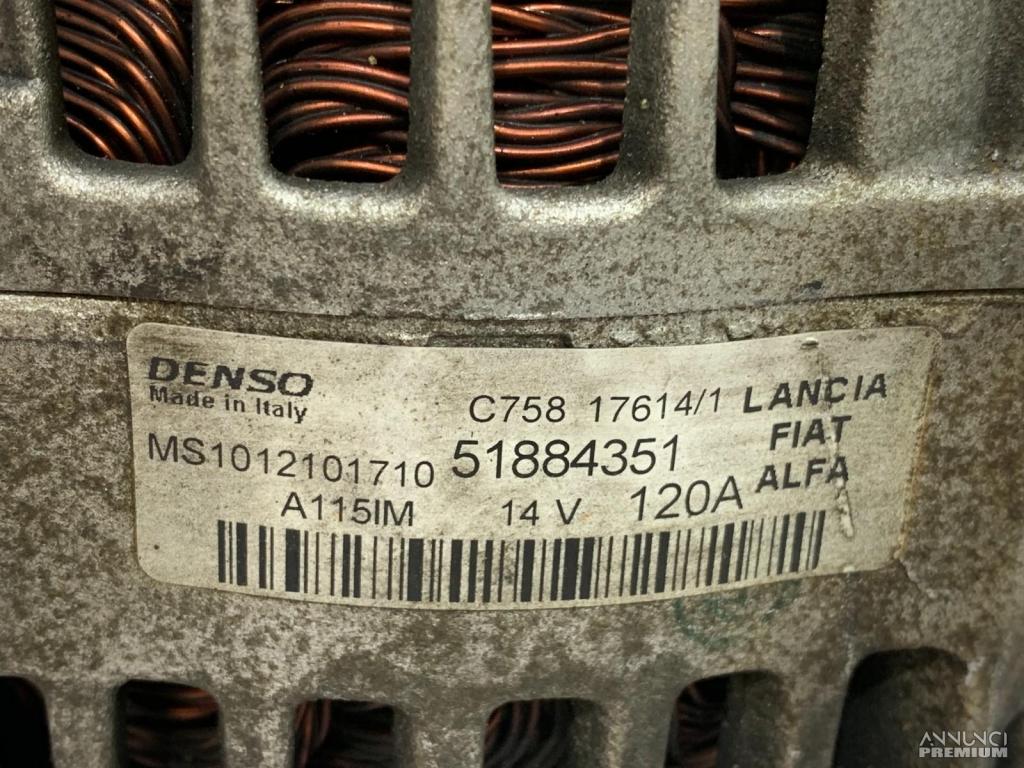 DENSO
Made in Italy
C758 17614/1
LANCIA
FIAT
ALFA
MS1012101710
51884351
A115IM
14 V
120A
ANNUNCI
PREMIUM